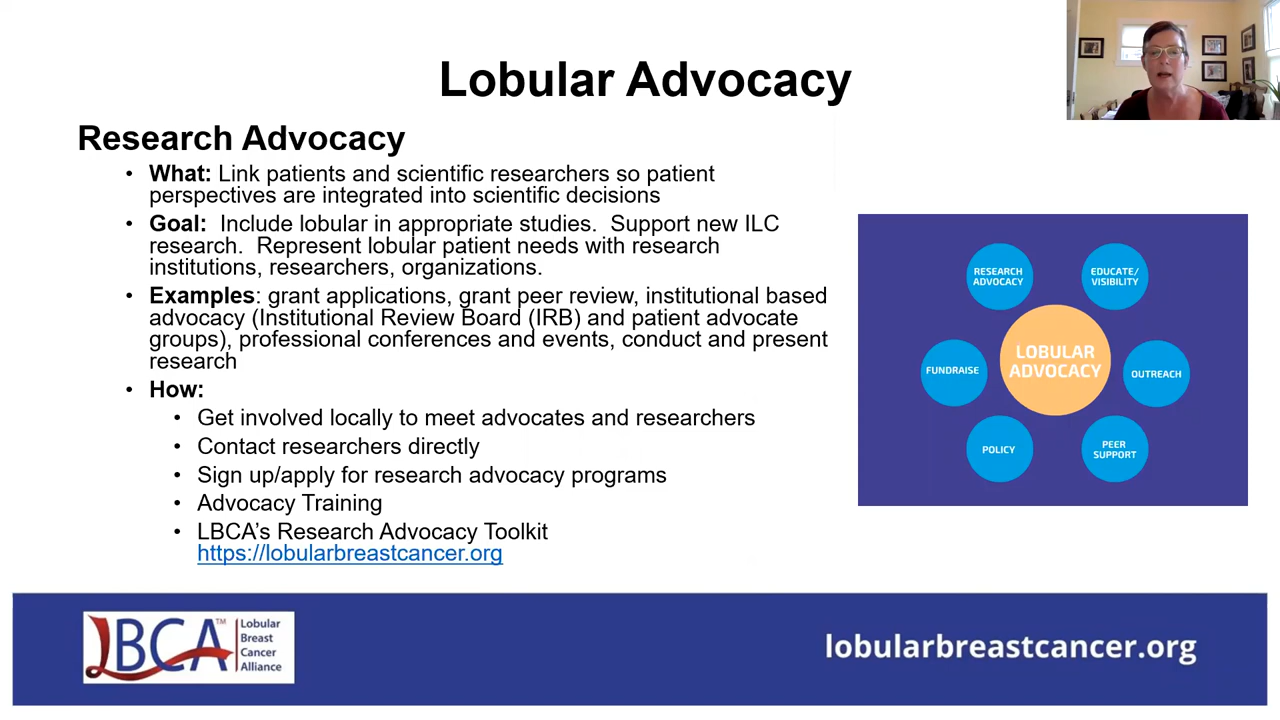 Lobular Advocacy
Research Advocacy
• What: Link patients and scientific researchers so patient
perspectives are integrated into scientific decisions
• Goal: Include lobular in appropriate studies. Support new ILC
research. Represent lobular patient needs with research
institutions, researchers, organizations.
• Examples: grant applications, grant peer review, institutional based
advocacy (Institutional Review Board (IRB) and patient advocate
groups), professional conferences and events, conduct and present
research
• How:
• Get involved locally to meet advocates and researchers
• Contact researchers directly
• Sign up/apply for research advocacy programs
• Advocacy Training
• LBCA's Research Advocacy Toolkit
https://lobularbreastcancer.org
RESEARCH
ADVOCACY
EDUCATE/
VISIBILITY
LOBULAR
ADVOCACY
FUNDRAISE
OUTREACH
POLICY
PEER
SUPPORT
LBCA™
Lobular
Breast
Cancer
Alliance
lobularbreastcancer.org